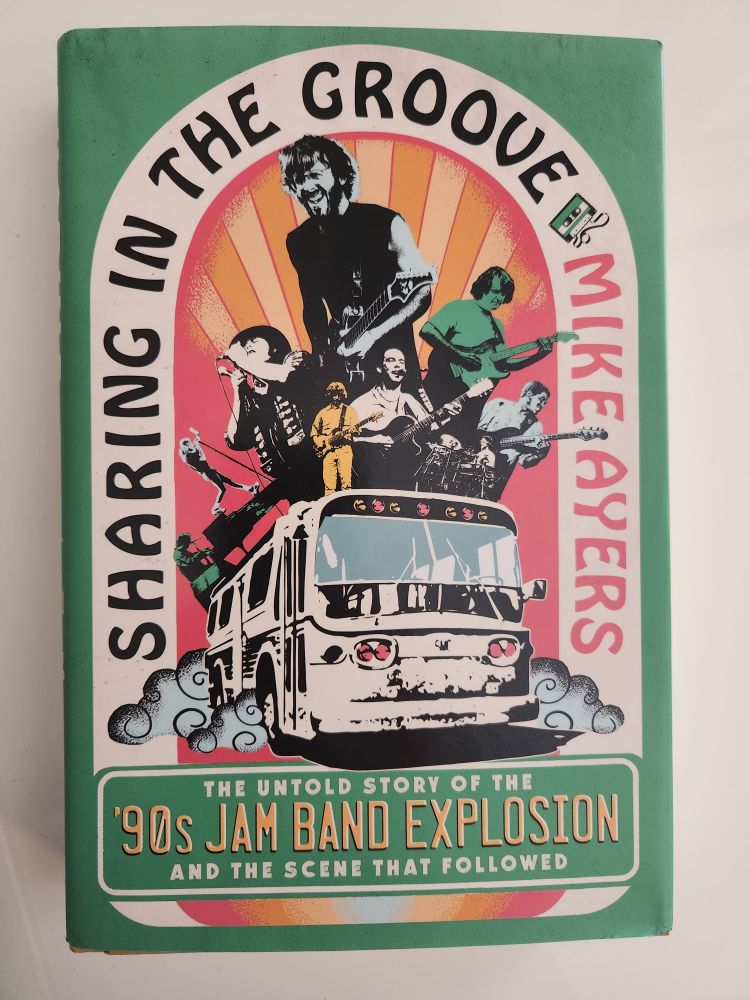 SHARING IN THE GROOVE
MIKE AYERS
THE UNTOLD STORY OF THE
'90s JAM BAND EXPLOSION
AND THE SCENE THAT FOLLOWED